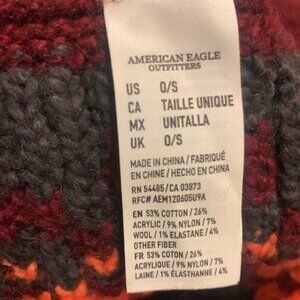 AMERICAN EAGLE
OUTFITTERS
US O/S
CA TAILLE UNIQUE
MX UNITALLA
UK O/S
MADE IN CHINA / FABRIQUÉ
EN CHINE / HECHO EN CHINA
RN 54485/CA 03873
RFC# AEM120605U9A
EN 53% COTTON / 26%
ACRYLIC / 9% NYLON / 7%
WOOL / 1% ELASTANE / 4%
OTHER FIBER
FR 53% COTON / 26%
ACRYLIQUE / 9% NYLON / 7%
LAINE / 1% ÉLASTHANNE / 4%